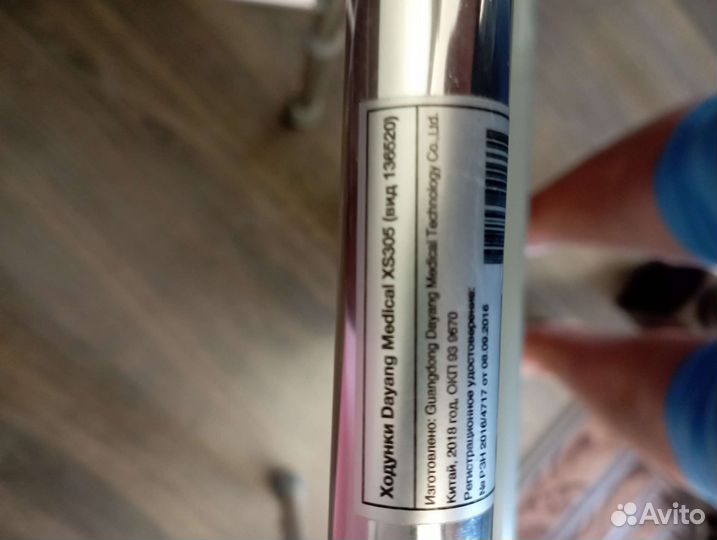 Ходунки Dayang Medical XS305 (вид 136520)
Изготовлено: Guangdong Dayang Medical Technology Co.,Ltd.
Китай, 2018 год, ОКП 93 9670
Регистрационное удостоверение:
№ РЗН 2016/4717 от 08.09.2016
Avito